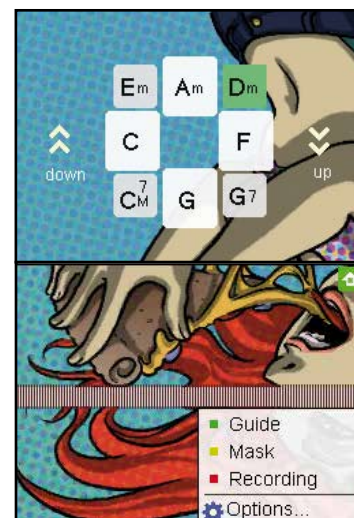 Em Am Dm
C F
down up
CM7 G G7
Guide
Mask
Recording
Options...